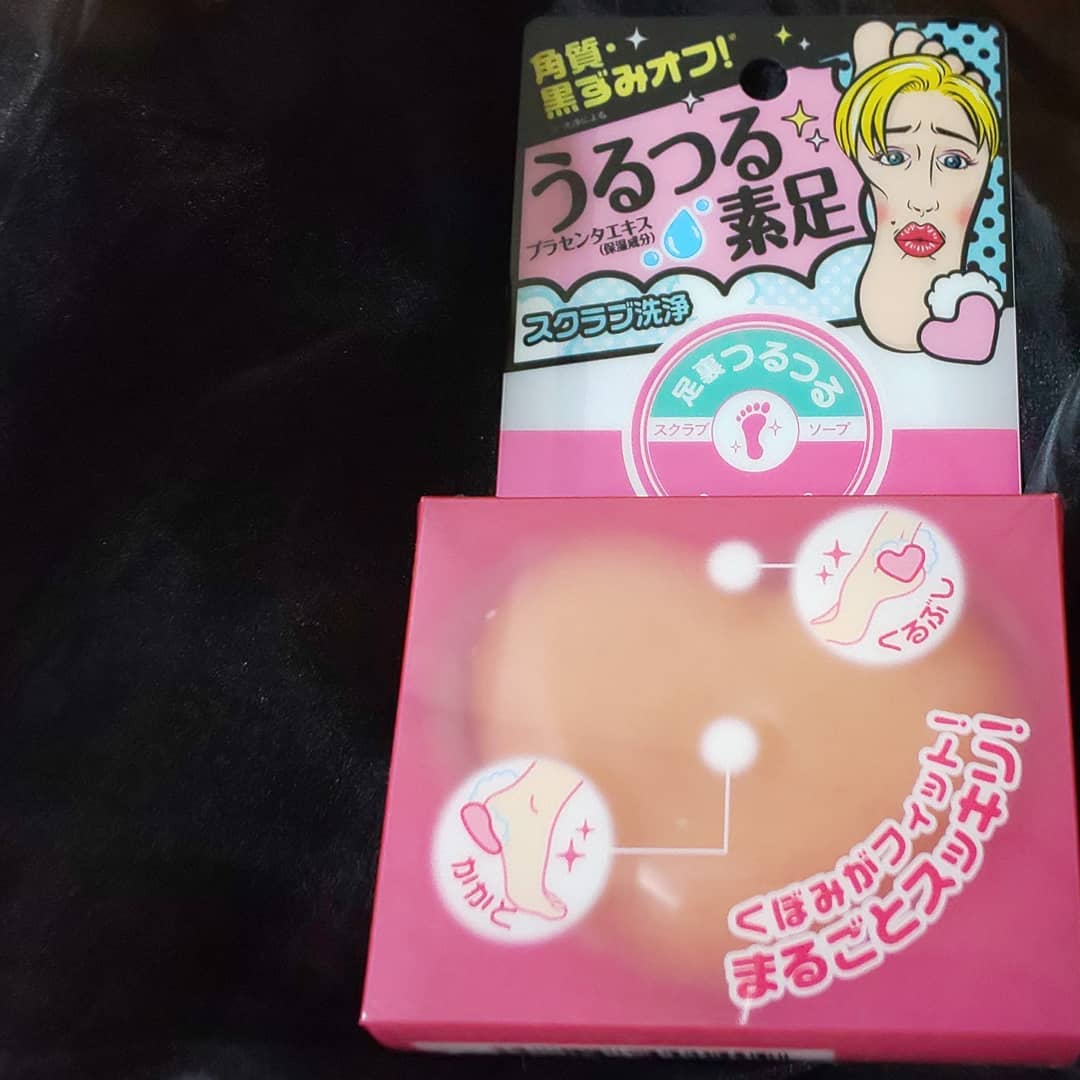 角質・
黒ずみオフ!
うるつる
素足
プラセンタエキス
(保湿成分)
スクラブ洗浄
足裏つるつる
スクラブ
ソープ
くるぶし
かかと
くぼみがフィット!
まるごとスッキリ!